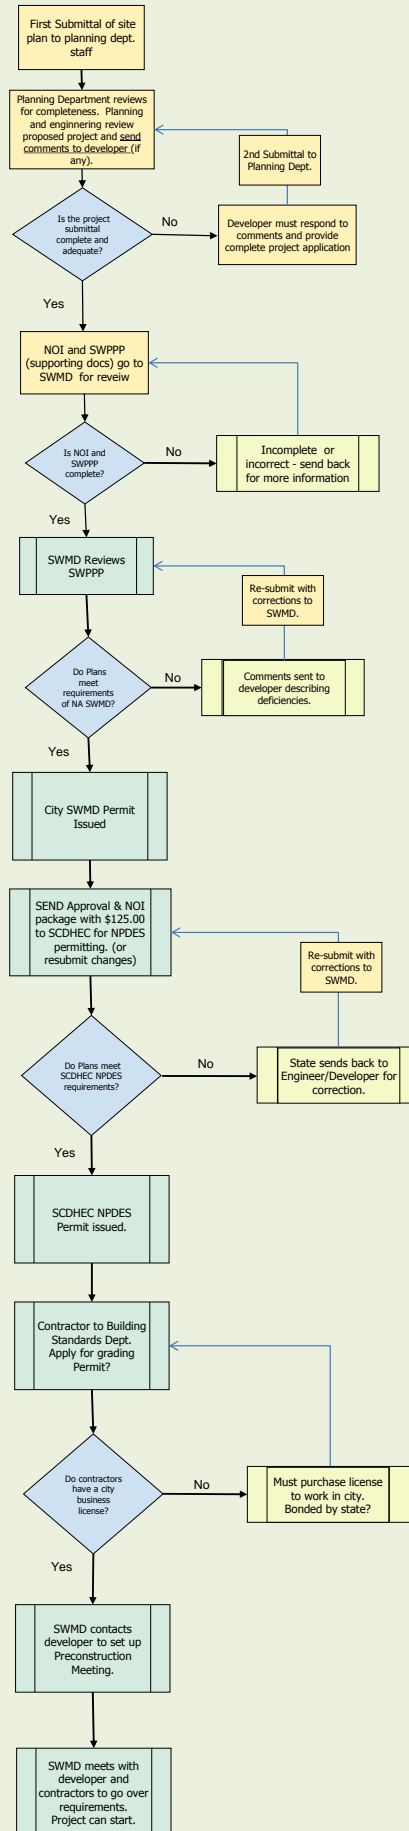 First Submittal of site
plan to planning dept.
staff
Planning Department reviews
for completeness. Planning
and enginnering review
proposed project and send
comments to developer (if
any).
2nd Submittal to
Planning Dept.
Is the project
submittal
complete and
adequate?
No
Developer must respond to
comments and provide
complete project application
Yes
NOI and SWPPP
(supporting docs) go to
SWMD for reveiw
Is NOI and
SWPPP
complete?
No
Incomplete or
incorrect - send back
for more information
Yes
SWMD Reviews
SWPPP
Re-submit with
corrections to
SWMD.
Do Plans
meet
requirements
of NA SWMD?
No
Comments sent to
developer describing
deficiencies.
Yes
City SWMD Permit
Issued
SEND Approval & NOI
package with $125.00
to SCDHEC for NPDES
permitting. (or
resubmit changes)
Re-submit with
corrections to
SWMD.
Do Plans meet
SCDHEC NPDES
requirements?
No
State sends back to
Engineer/Developer for
correction.
Yes
SCDHEC NPDES
Permit issued.
Contractor to Building
Standards Dept.
Apply for grading
Permit?
Do contractors
have a city
business
license?
No
Must purchase license
to work in city.
Bonded by state?
Yes
SWMD contacts
developer to set up
Preconstruction
Meeting.
SWMD meets with
developer and
contractors to go over
requirements.
Project can start.